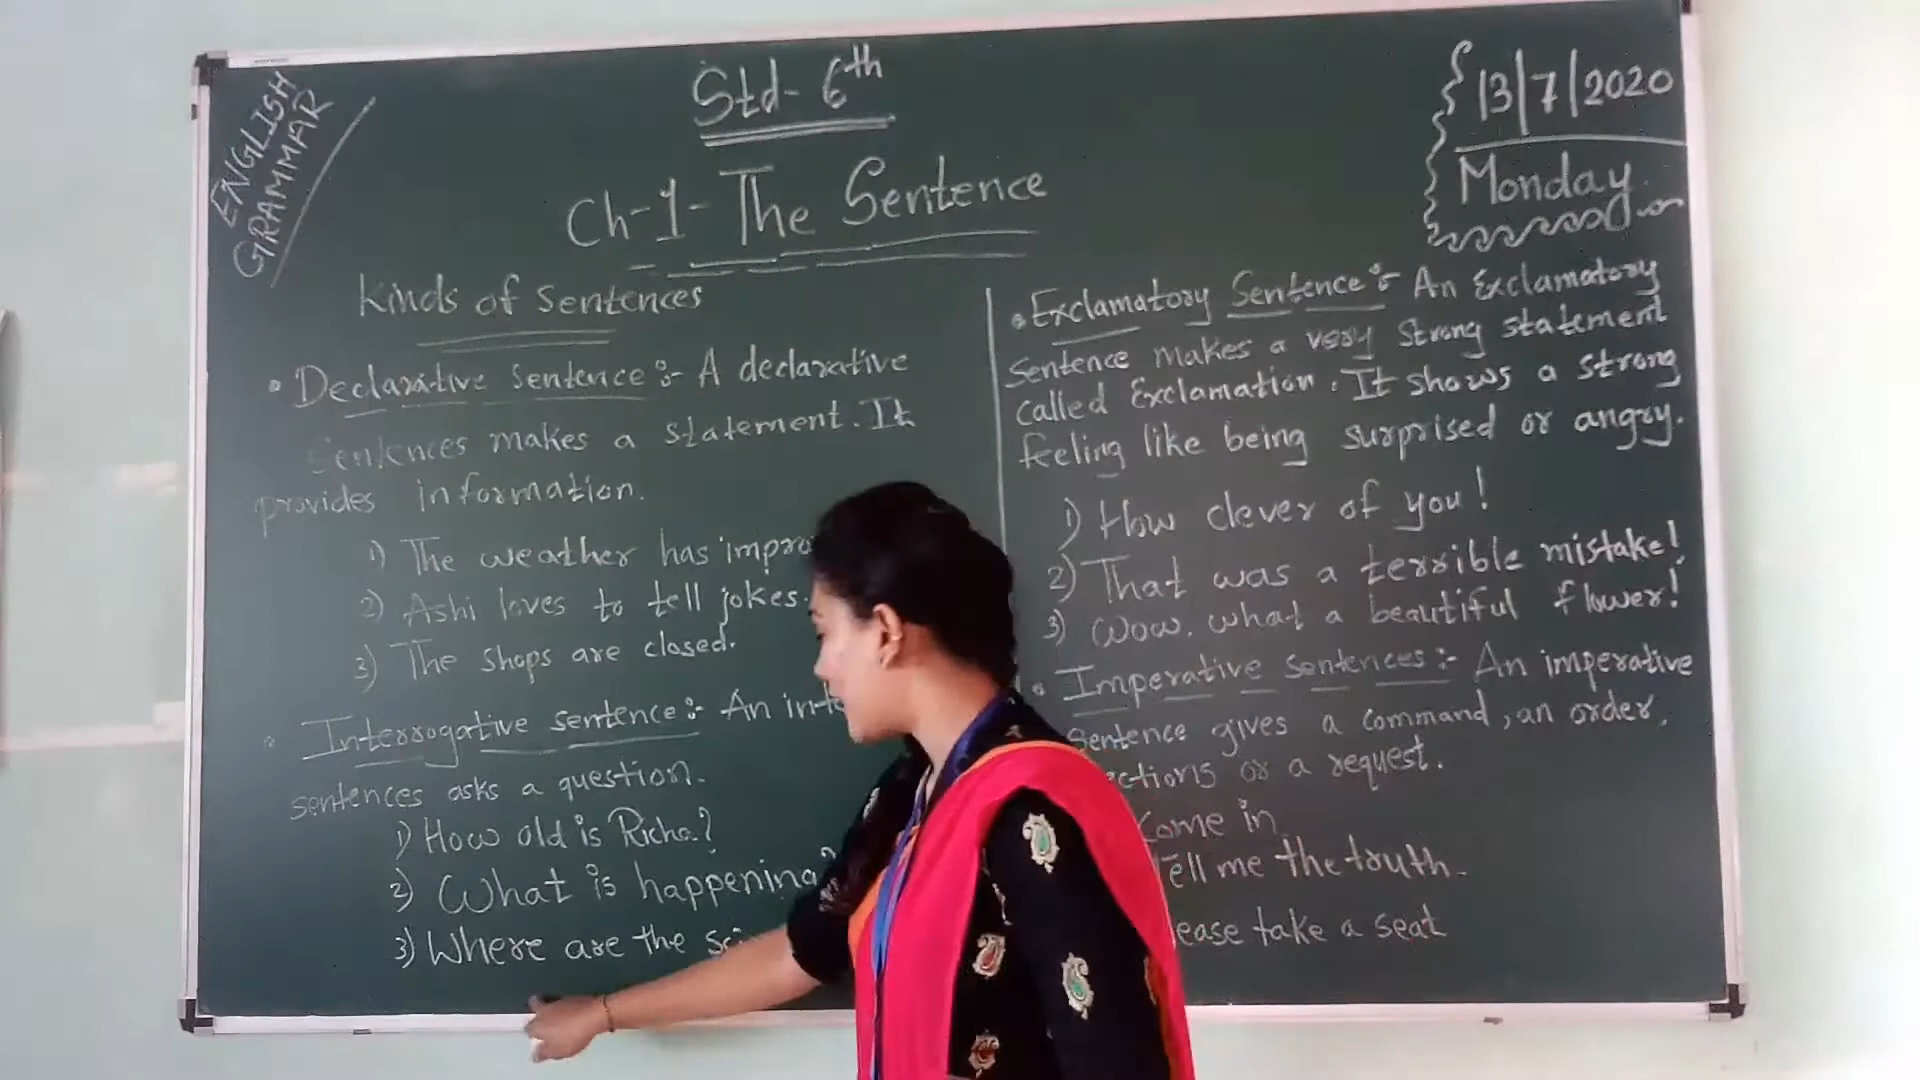 ENGLISH
GRAMMAR
Std- 6th
Ch-1- The Sentence
13/7/2020
Monday
Kinds of Sentences
• Declarative Sentence:- A declarative
sentences makes a statement. It
provides information.
1) The weather has
2) Ashi loves to tell jokes.
3) The shops are closed.
• Interrogative sentence:- An
sentences asks a question.
1) How old is Richa?
2) What is happening?
3) Where are the
• Exclamatory Sentence:- An Exclamatory
Sentence makes a very strong statement
called Exclamation. It shows a strong
feeling like being surprised or angry.
1) How clever of you!
2) That was a terrible mistake!
3) Wow. what a beautiful flower!
• Imperative sentences:- An imperative
Sentence gives a command, an order,
or a request.
Come in
Tell me the truth.
take a seat